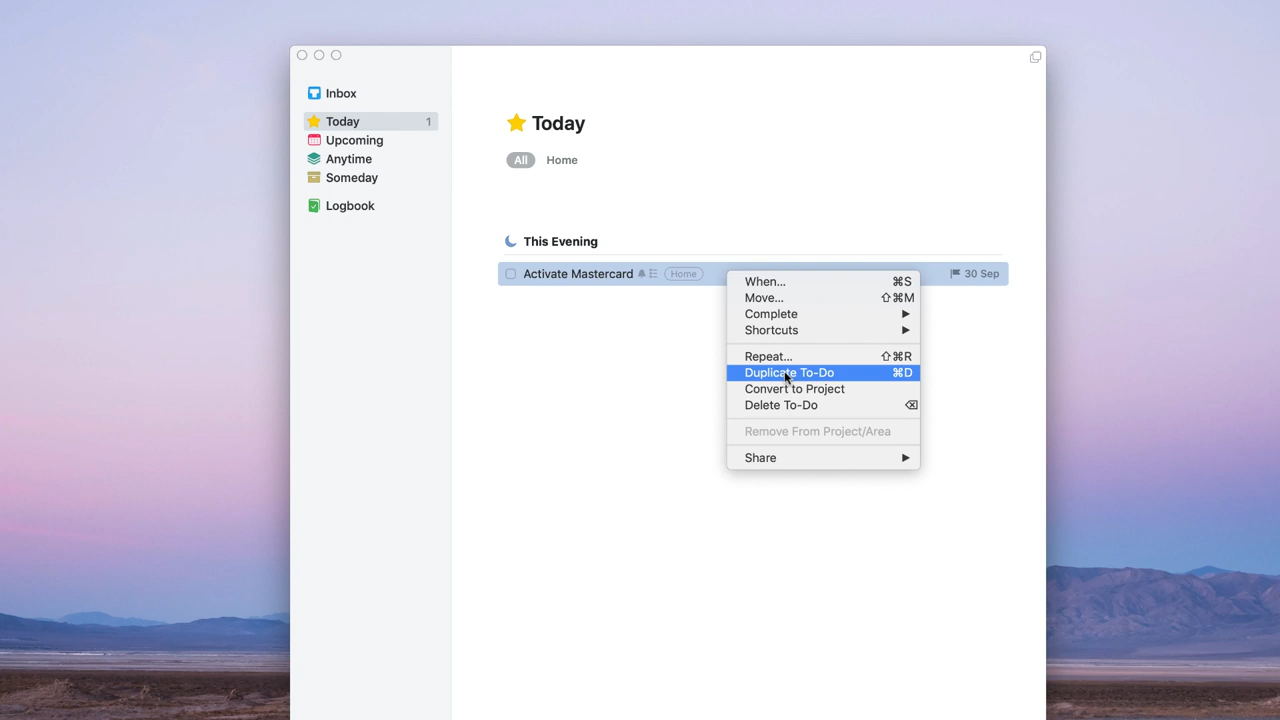 Inbox
Today 1
Upcoming
Anytime
Someday
Logbook
Today
All Home
This Evening
Activate Mastercard Home 30 Sep
When... ⌘S
Move... ⇧⌘M
Complete ▶
Shortcuts ▶
Repeat... ⇧⌘R
Duplicate To-Do ⌘D
Convert to Project
Delete To-Do ⌫
Remove From Project/Area
Share ▶